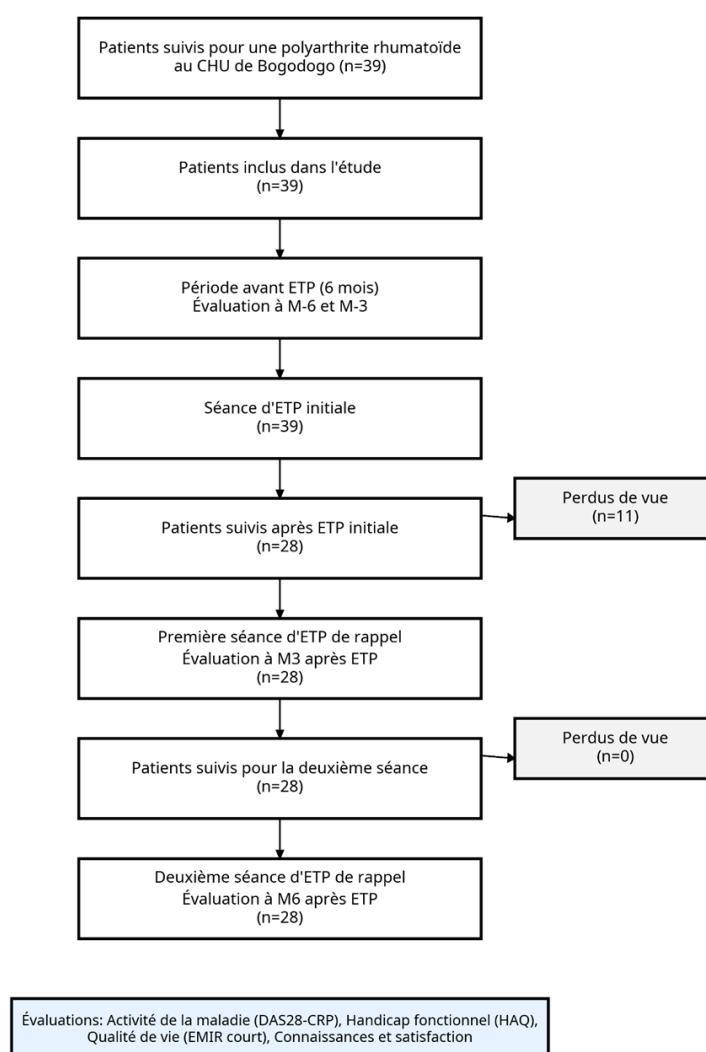 Patients suivis pour une polyarthrite rhumatoïde
au CHU de Bogodogo (n=39)
Patients inclus dans l'étude
(n=39)
Période avant ETP (6 mois)
Évaluation à M-6 et M-3
Séance d'ETP initiale
(n=39)
Patients suivis après ETP initiale
(n=28)
Perdus de vue
(n=11)
Première séance d'ETP de rappel
Évaluation à M3 après ETP
(n=28)
Patients suivis pour la deuxième séance
(n=28)
Perdus de vue
(n=0)
Deuxième séance d'ETP de rappel
Évaluation à M6 après ETP
(n=28)
Évaluations: Activité de la maladie (DAS28-CRP), Handicap fonctionnel (HAQ),
Qualité de vie (EMIR court), Connaissances et satisfaction